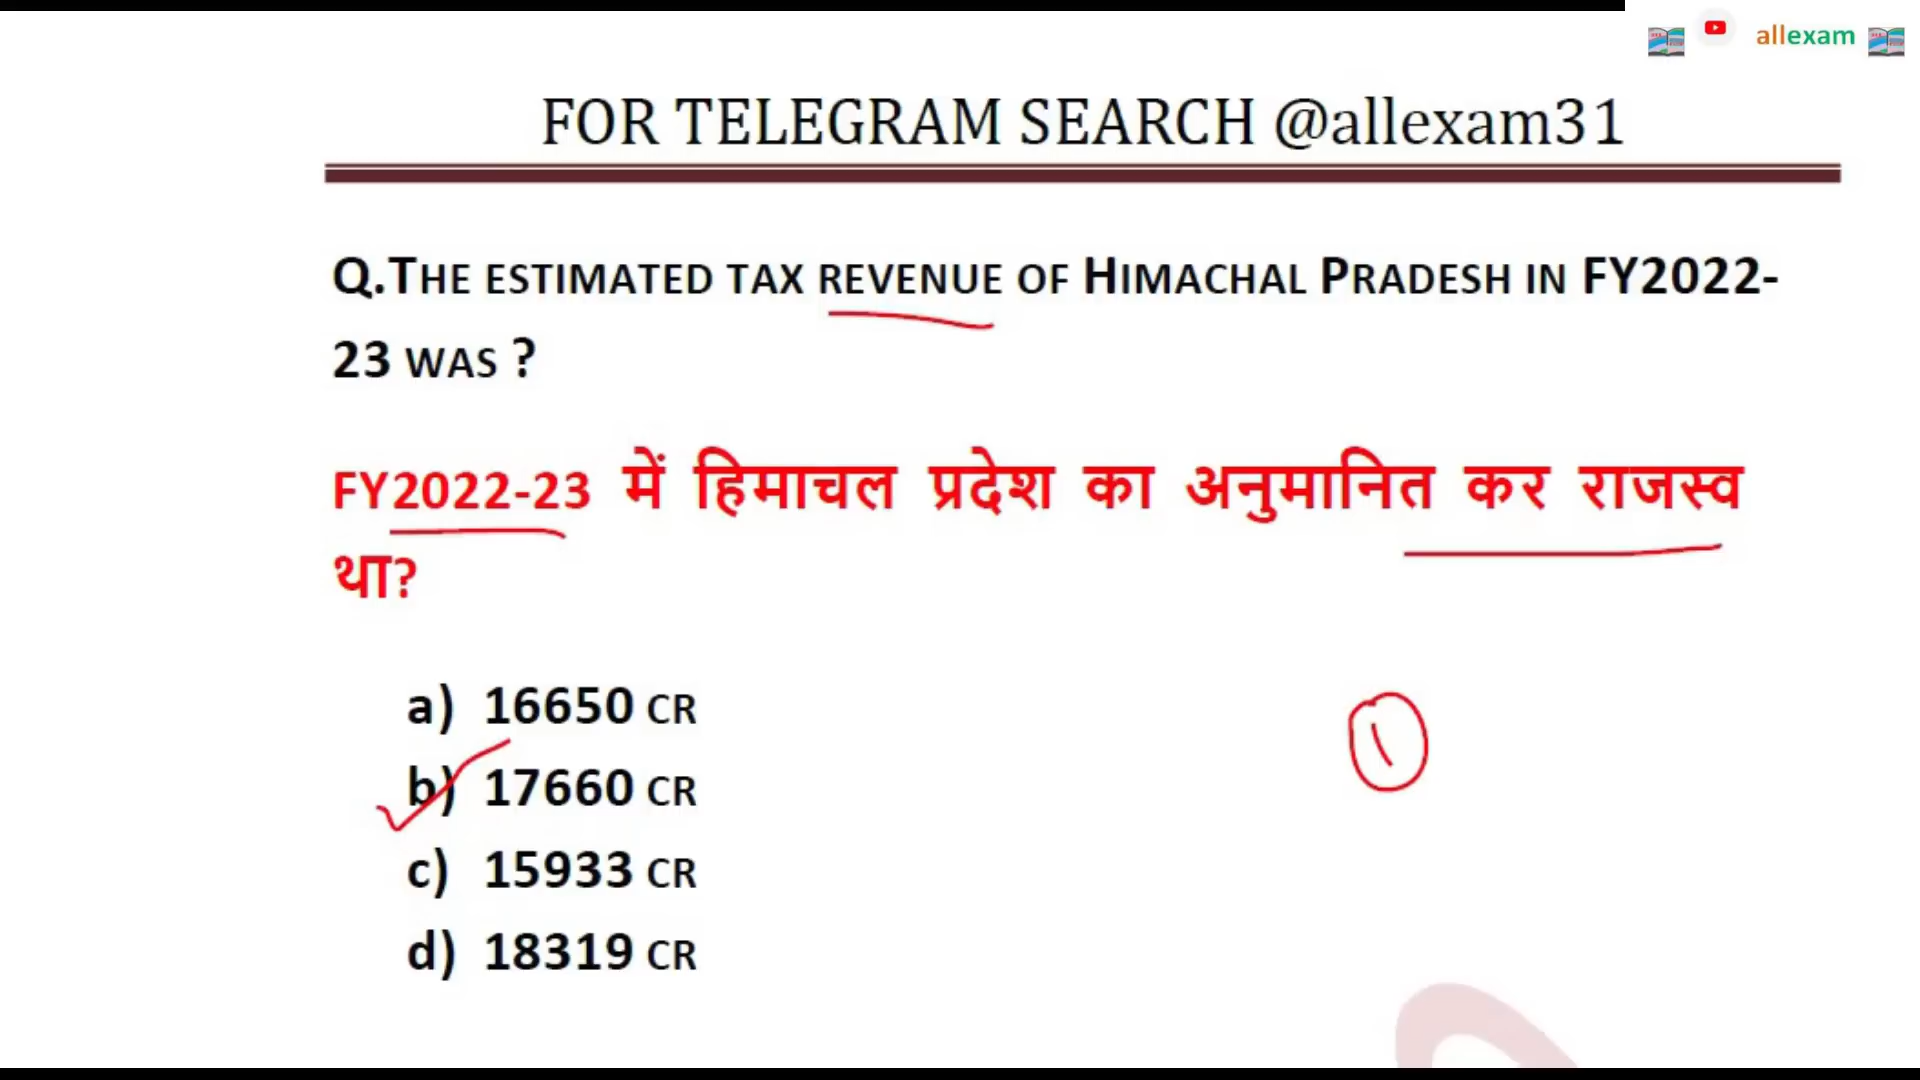 allexam
FOR TELEGRAM SEARCH @allexam31
Q.THE ESTIMATED TAX REVENUE OF HIMACHAL PRADESH IN FY2022-
23 WAS ?
FY2022-23 में हिमाचल प्रदेश का अनुमानित कर राजस्व
था?
a) 16650 CR
1
b) 17660 CR
c) 15933 CR
d) 18319 CR